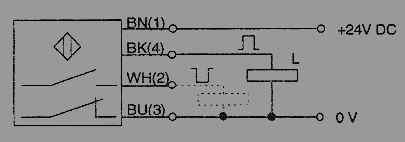 BN(1)
+24V DC
BK(4)
L
WH(2)
BU(3)
0 V